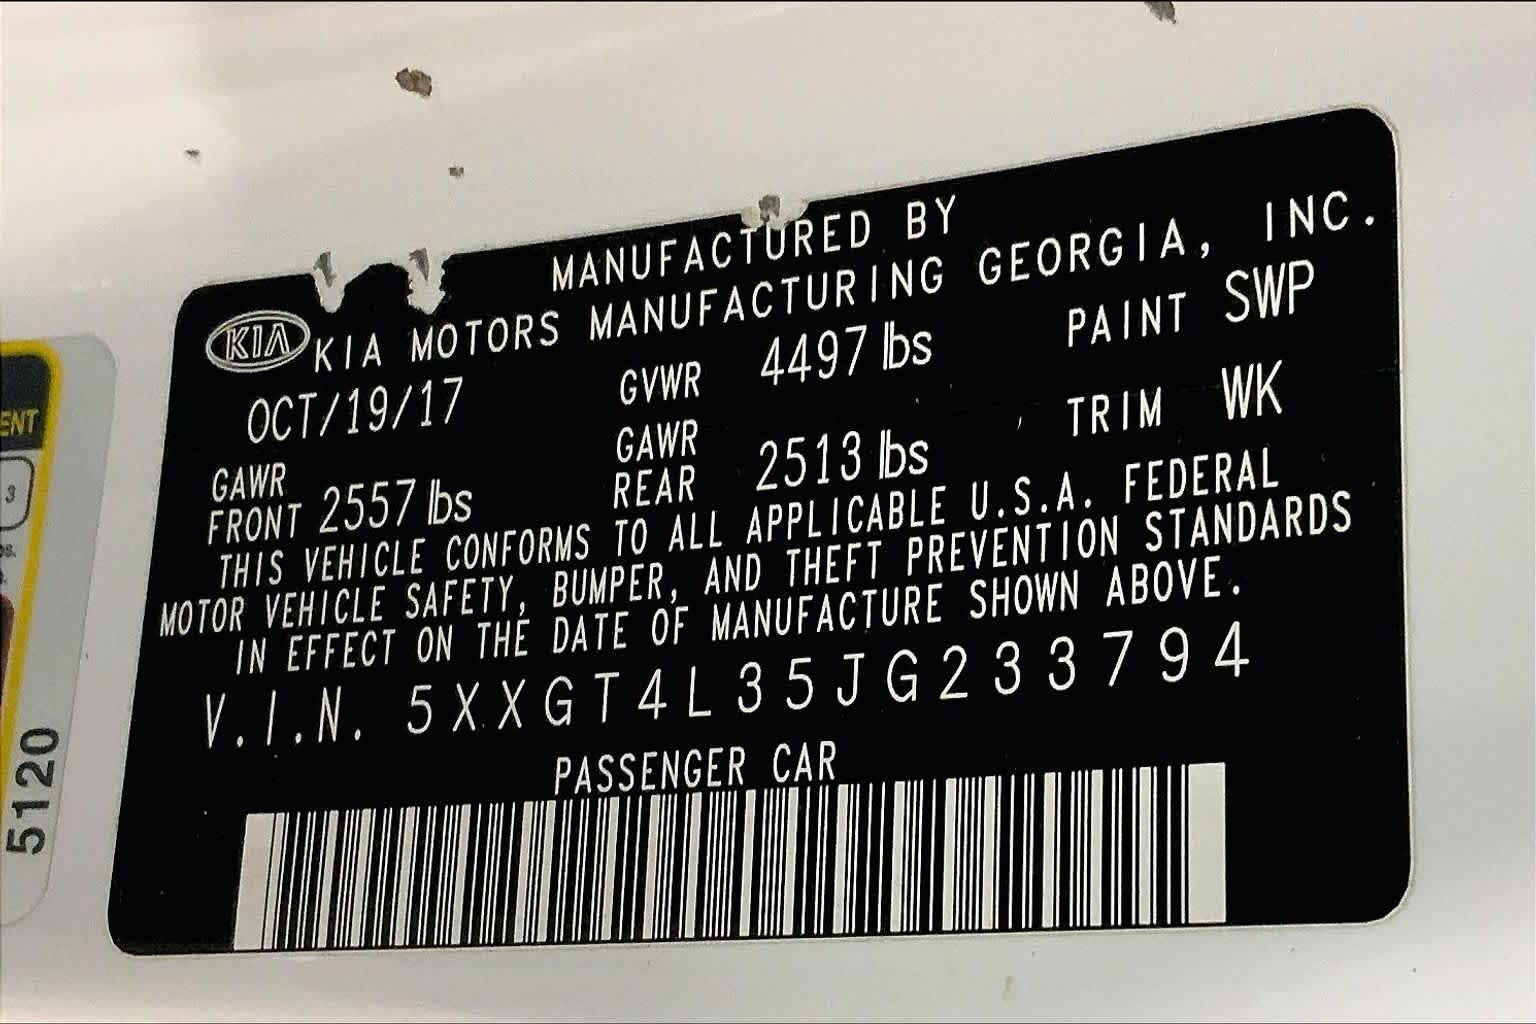 MANUFACTURED BY
KIA KIA MOTORS MANUFACTURING GEORGIA, INC.
OCT/19/17 GVWR 4497 lbs PAINT SWP
GAWR GAWR TRIM WK
FRONT 2557 lbs REAR 2513 lbs
THIS VEHICLE CONFORMS TO ALL APPLICABLE U.S.A. FEDERAL
MOTOR VEHICLE SAFETY, BUMPER, AND THEFT PREVENTION STANDARDS
IN EFFECT ON THE DATE OF MANUFACTURE SHOWN ABOVE.
V.I.N. 5XXGT4L35JG233794
PASSENGER CAR
ENT
3
5120